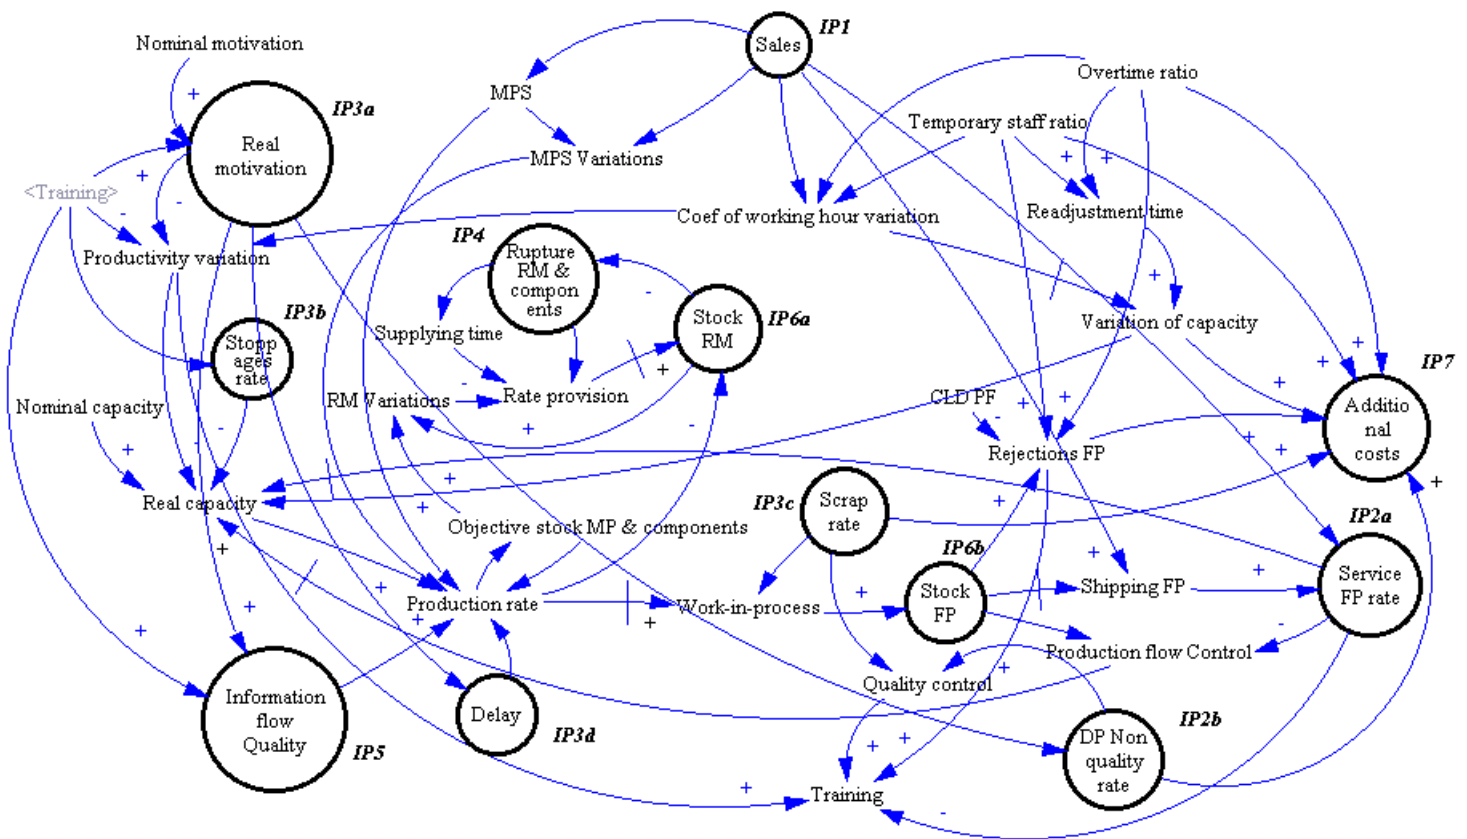 IP1
Sales
Nominal motivation
Overtime ratio
MPS
+
IP3a
Temporary staff ratio
Real
motivation
MPS Variations
+
+
+
<Training>
-
-
Coef of working hour variation
Readjustment time
IP4
Productivity variation
Rupture
RM &
compon
ents
+
-
IP3b
Stock
RM
IP6a
Variation of capacity
Supplying time
Stopp
ages
rate
+
+
IP7
+
-
+
RM Variations
Rate provision
CLD PF
Nominal capacity
+
+
-
Additio
nal
costs
+
-
-
+
-
+
Rejections FP
+
+
+
+
Real capacity
+
IP3c
Scrap
rate
Objective stock MP & components
IP2a
+
IP6b
+
+
Service
FP rate
+
+
Stock
FP
Shipping FP
Production rate
+
Work-in-process
+
+
+
-
Production flow Control
+
Quality control
Information
flow
Quality
Delay
IP5
IP3d
IP2b
DP Non
quality
rate
+
+
+
Training
-